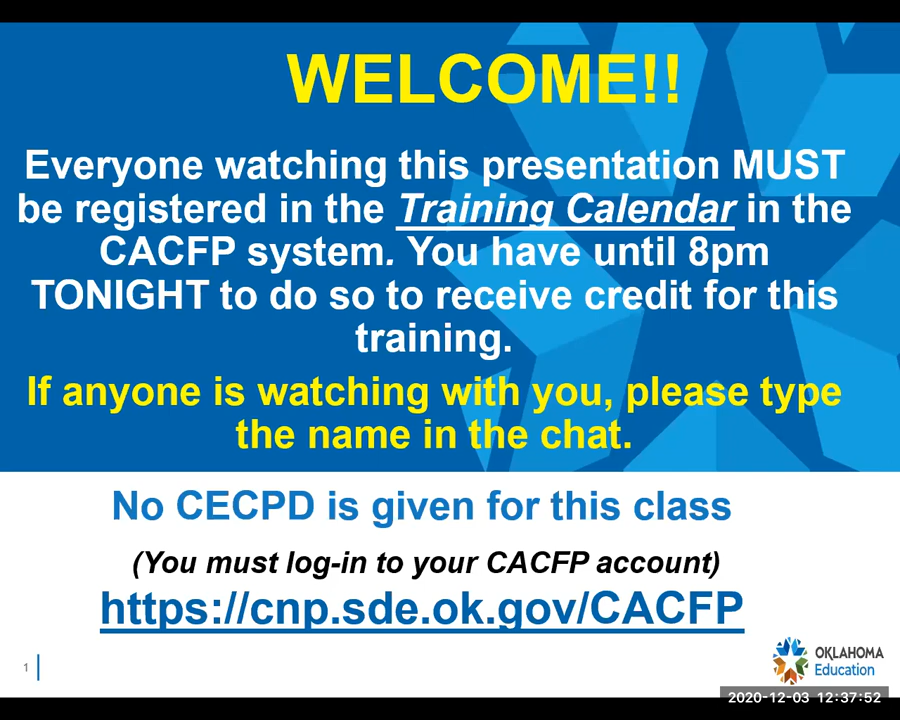 WELCOME!!
Everyone watching this presentation MUST
be registered in the Training Calendar in the
CACFP system. You have until 8pm
TONIGHT to do so to receive credit for this
training.
If anyone is watching with you, please type
the name in the chat.
No CECPD is given for this class
(You must log-in to your CACFP account)
https://cnp.sde.ok.gov/CACFP
1
OKLAHOMA
Education
2020-12-03 12:37:52